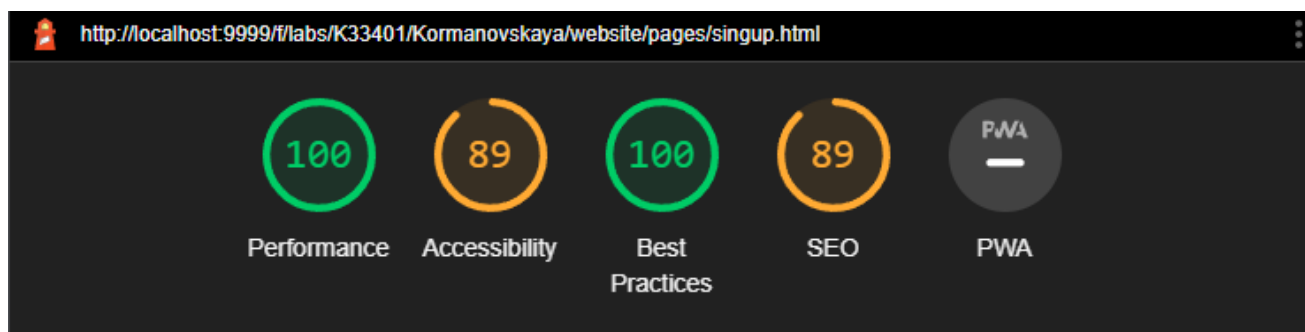 http://localhost:9999/f/labs/K33401/Kormanovskaya/website/pages/singup.html
100 89 100 89 PWA
Performance Accessibility Best SEO PWA
Practices